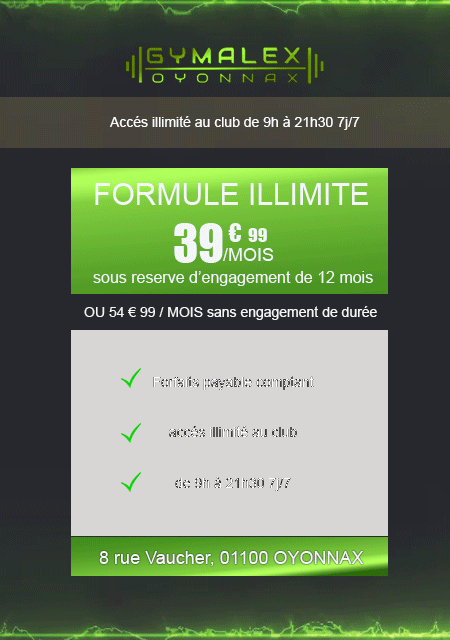 GYMALEX
OYONNAX
Accés illimité au club de 9h à 21h30 7j/7
FORMULE ILLIMITE
39€99
/MOIS
sous reserve d’engagement de 12 mois
OU 54 € 99 / MOIS sans engagement de durée
Forfaits payable comptant
accés illimité au club
de 9h à 21h30 7j/7
8 rue Vaucher, 01100 OYONNAX